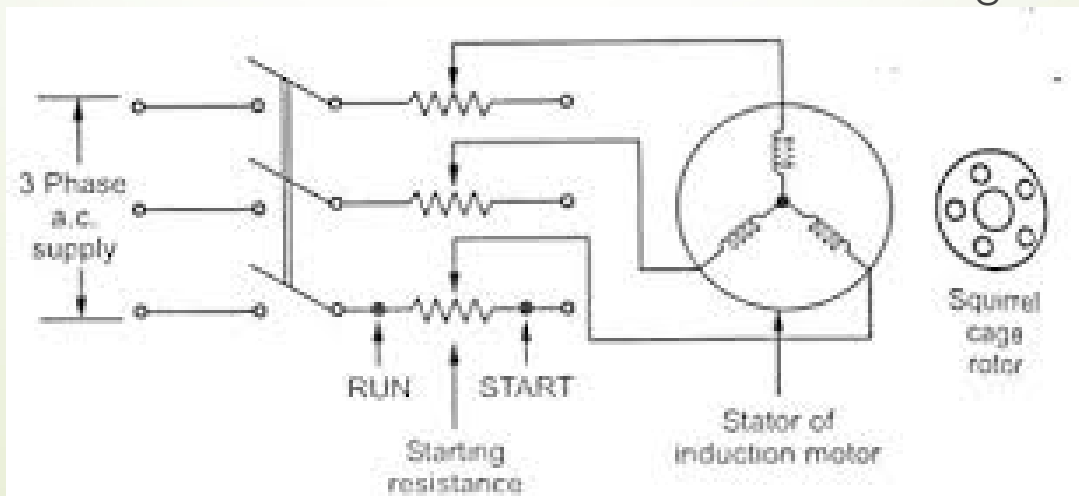 3 Phase
a.c.
supply
RUN
START
Starting
resistance
Stator of
induction motor
Squirrel
cage
rotor